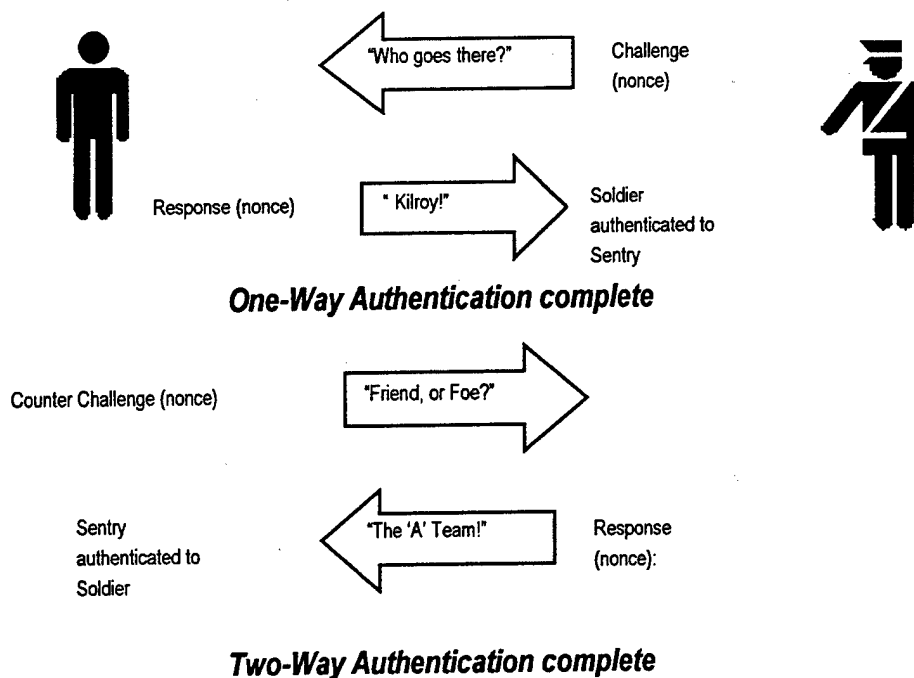 "Who goes there?"
Challenge
(nonce)
Response (nonce)
" Kilroy!"
Soldier
authenticated to
Sentry
One-Way Authentication complete
Counter Challenge (nonce)
"Friend, or Foe?"
Sentry
authenticated to
Soldier
"The 'A' Team!"
Response
(nonce):
Two-Way Authentication complete